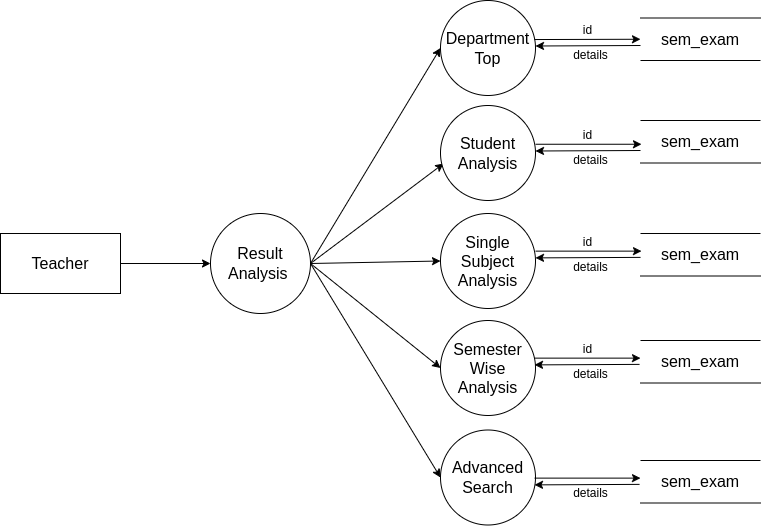 Department
Top
id
details
sem_exam
Student
Analysis
id
details
sem_exam
Teacher
Result
Analysis
Single
Subject
Analysis
id
details
sem_exam
Semester
Wise
Analysis
id
details
sem_exam
Advanced
Search
details
sem_exam